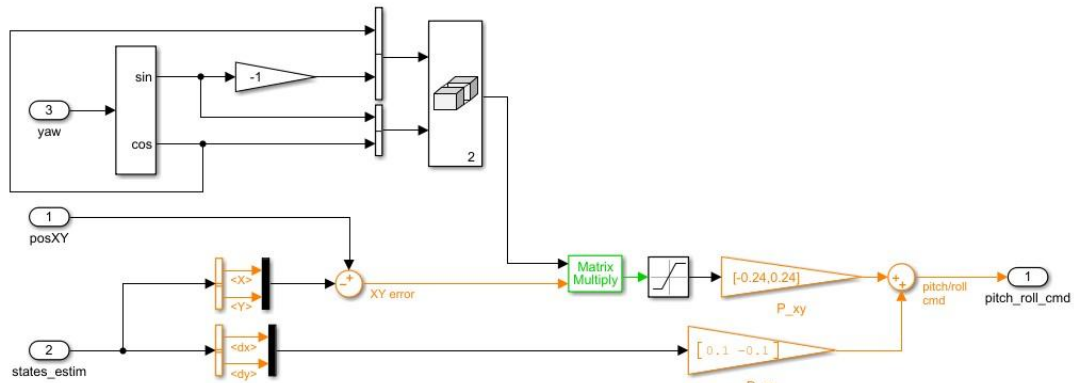 sin
-1
3
yaw
cos
2
1
posXY
<X>
<Y>
XY error
Matrix
Multiply
[-0.24,0.24]
P_xy
pitch/roll
cmd
1
pitch_roll_cmd
2
states_estim
<dx>
<dy>
[ 0.1 -0.1 ]